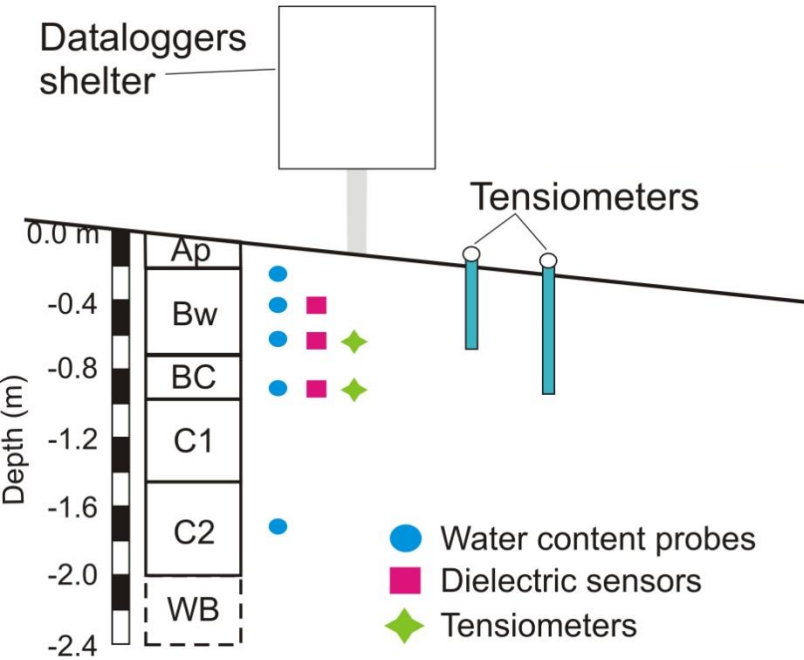 Dataloggers
shelter
Tensiometers
0.0 m
Ap
-0.4
Bw
-0.8
BC
-1.2
C1
-1.6
C2
-2.0
WB
-2.4
Depth (m)
Water content probes
Dielectric sensors
Tensiometers